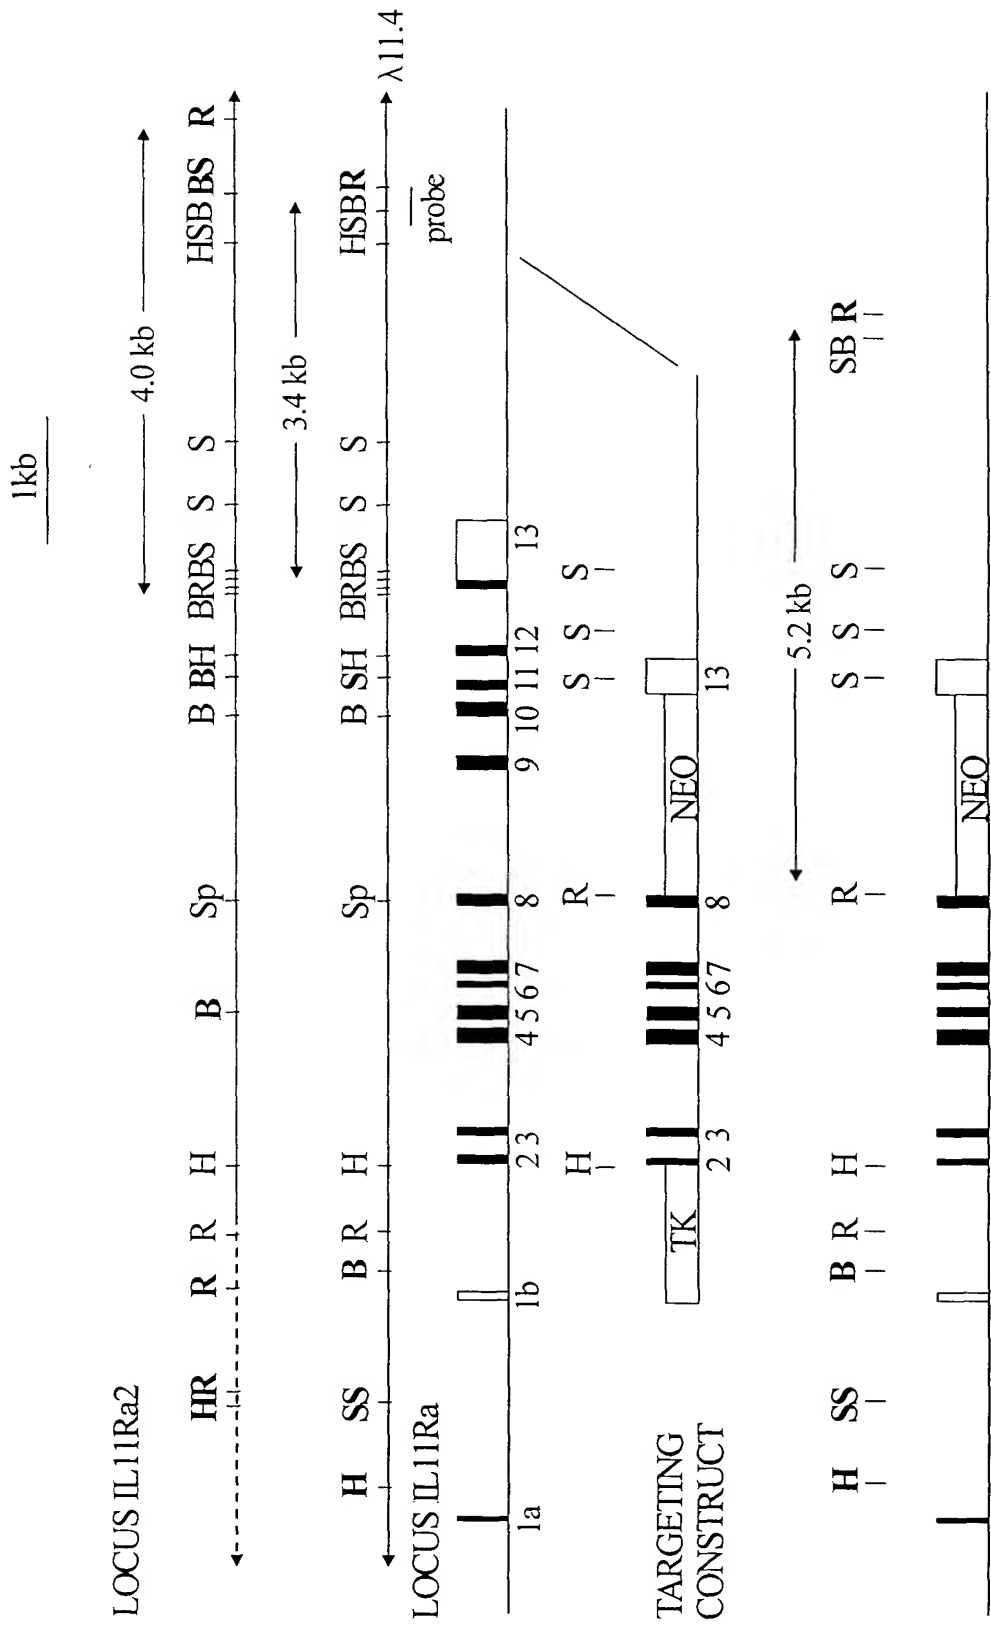 1kb
4.0 kb
LOCUS IL11Ra2
HR R R H B Sp B BH BRBS S S HSB BS R
3.4 kb
H SS B R H Sp B SH BRBS S S HSBR λ11.4
LOCUS IL11Ra
probe
1a 1b 2 3 4 5 6 7 8 9 10 11 12 13
H R S S S
TARGETING
CONSTRUCT
TK NEO
2 3 4 5 6 7 8 13
5.2 kb
H SS B R H R S S S SB R
NEO